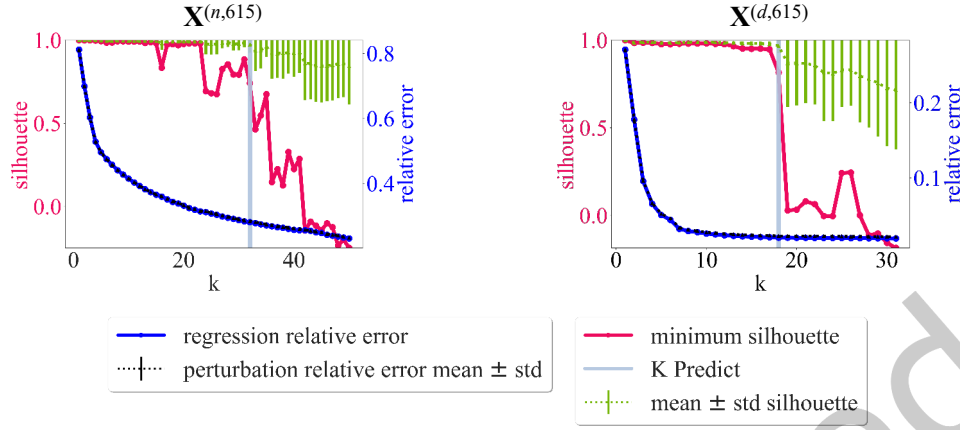 X(n,615)
X(d,615)
1.0
0.5
0.0
silhouette
0.8
0.6
0.4
relative error
0 20 40
k
1.0
0.5
0.0
silhouette
0.2
0.1
relative error
0 10 20 30
k
regression relative error
perturbation relative error mean ± std
minimum silhouette
K Predict
mean ± std silhouette